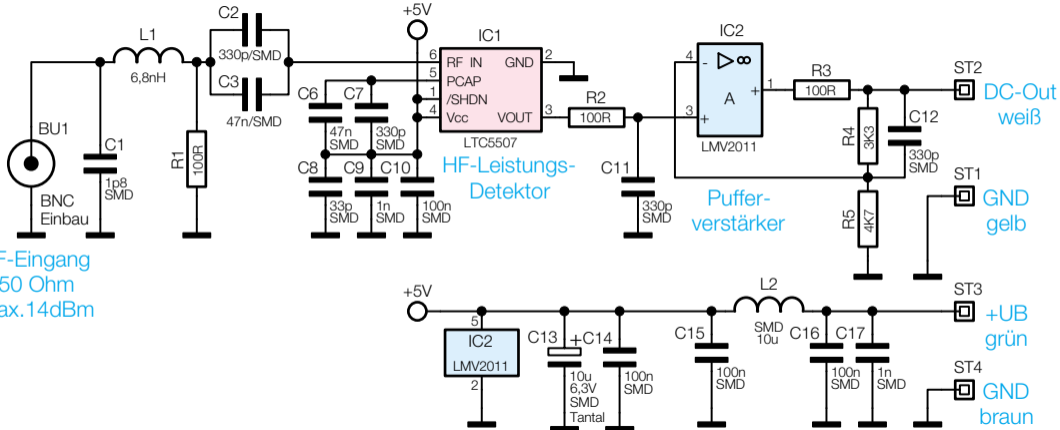 BU1
BNC
Einbau
F-Eingang
50 Ohm
ax.14dBm
C1
1p8
SMD
L1
6,8nH
R1
100R
C2
330p/SMD
C3
47n/SMD
+5V
C6
47n
SMD
C7
330p
SMD
C8
33p
SMD
C9
1n
SMD
C10
100n
SMD
IC1
6
RF IN
GND
2
5
PCAP
1
/SHDN
4
Vcc
VOUT
3
LTC5507
HF-Leistungs-
Detektor
R2
100R
C11
330p
SMD
IC2
4
-
▷∞
A
+
1
3
+
LMV2011
Puffer-
verstärker
R3
100R
R4
3K3
C12
330p
SMD
R5
4K7
ST2
DC-Out
weiß
ST1
GND
gelb
+5V
5
IC2
LMV2011
2
C13
+
10u
6,3V
SMD
Tantal
C14
100n
SMD
C15
100n
SMD
L2
SMD
10u
C16
100n
SMD
C17
1n
SMD
ST3
+UB
grün
ST4
GND
braun